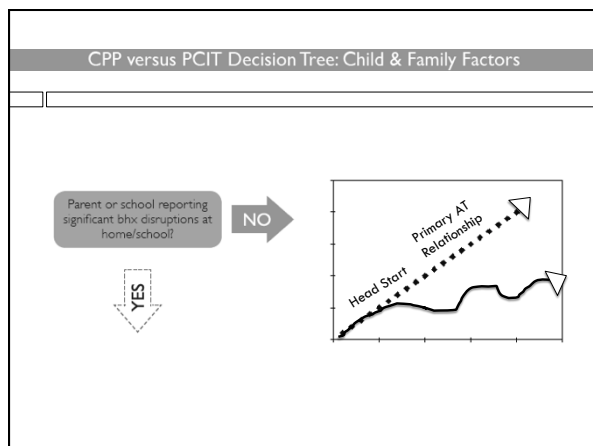 CPP versus PCIT Decision Tree: Child & Family Factors
Parent or school reporting
significant bhx disruptions at
home/school?
NO
YES
Head Start
Primary AT
Relationship